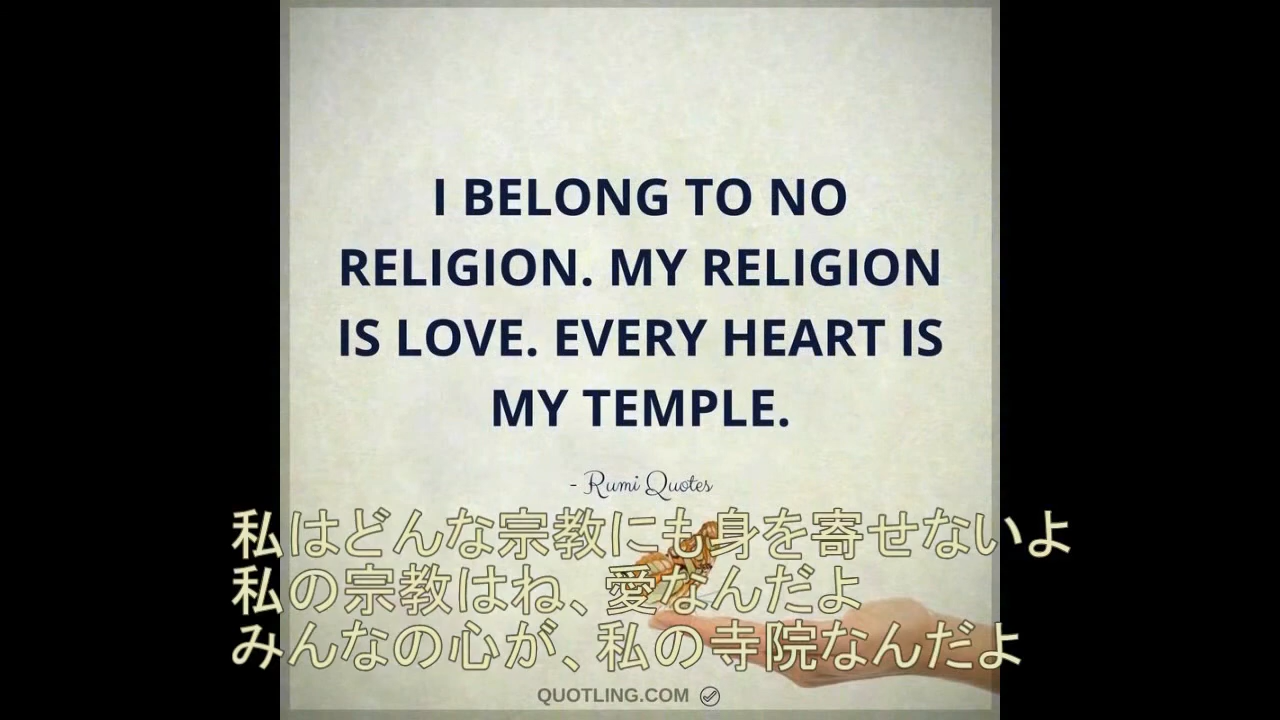 I BELONG TO NO
RELIGION. MY RELIGION
IS LOVE. EVERY HEART IS
MY TEMPLE.
- Rumi Quotes
私はどんな宗教にも身を寄せないよ
私の宗教はね、愛なんだよ
みんなの心が、私の寺院なんだよ
QUOTLING.COM